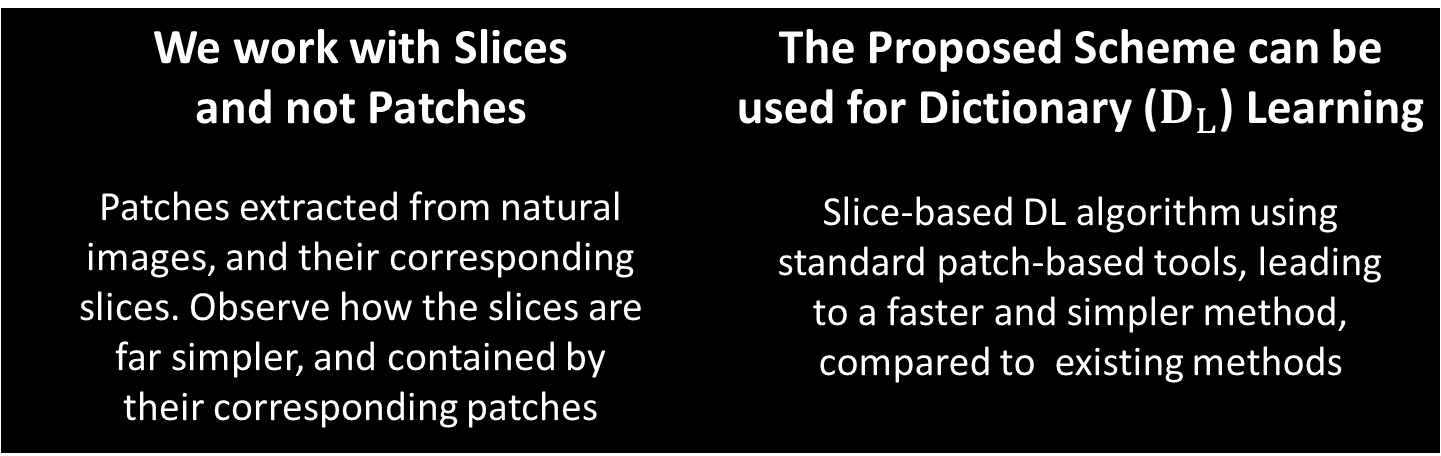 We work with Slices
and not Patches
Patches extracted from natural
images, and their corresponding
slices. Observe how the slices are
far simpler, and contained by
their corresponding patches
The Proposed Scheme can be
used for Dictionary (D_L) Learning
Slice-based DL algorithm using
standard patch-based tools, leading
to a faster and simpler method,
compared to  existing methods